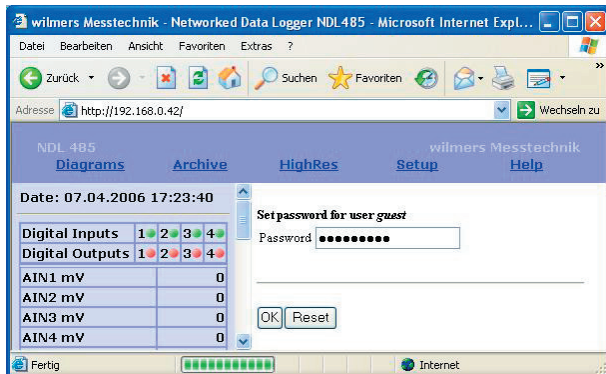 wilmers Messtechnik - Networked Data Logger NDL485 - Microsoft Internet Expl...
Datei Bearbeiten Ansicht Favoriten Extras ?
Zurück Suchen Favoriten »
Adresse http://192.168.0.42/ Wechseln zu
NDL 485 wilmers Messtechnik
Diagrams Archive HighRes Setup Help
Date: 07.04.2006 17:23:40
Set password for user guest
Password ●●●●●●●●●
Digital Inputs 1 2 3 4
Digital Outputs 1 2 3 4
AIN1 mV 0
AIN2 mV 0
AIN3 mV 0
AIN4 mV 0
OK Reset
Fertig Internet